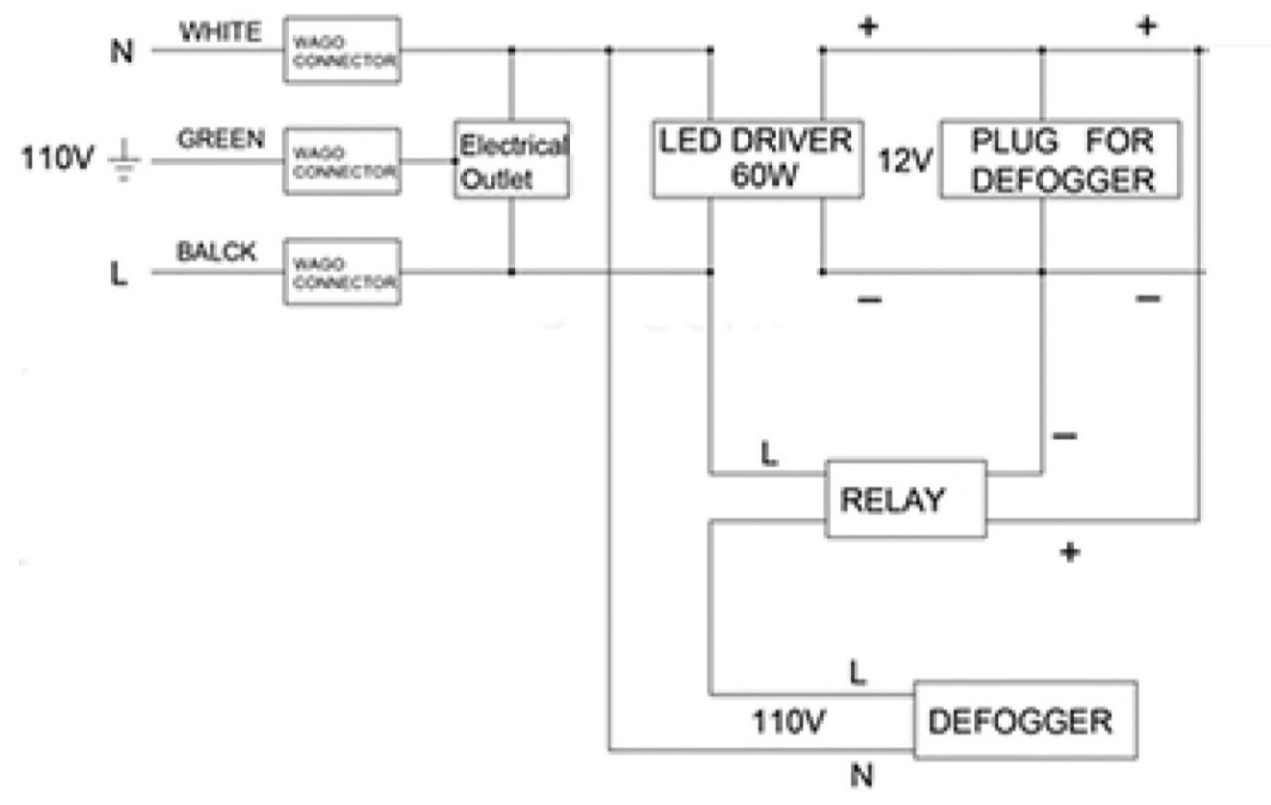 WHITE
+
+
N
WAGO
CONNECTOR
GREEN
110V
WAGO
CONNECTOR
Electrical
Outlet
LED DRIVER
60W
12V
PLUG FOR
DEFOGGER
BALCK
L
WAGO
CONNECTOR
–
–
–
L
RELAY
+
L
110V
DEFOGGER
N